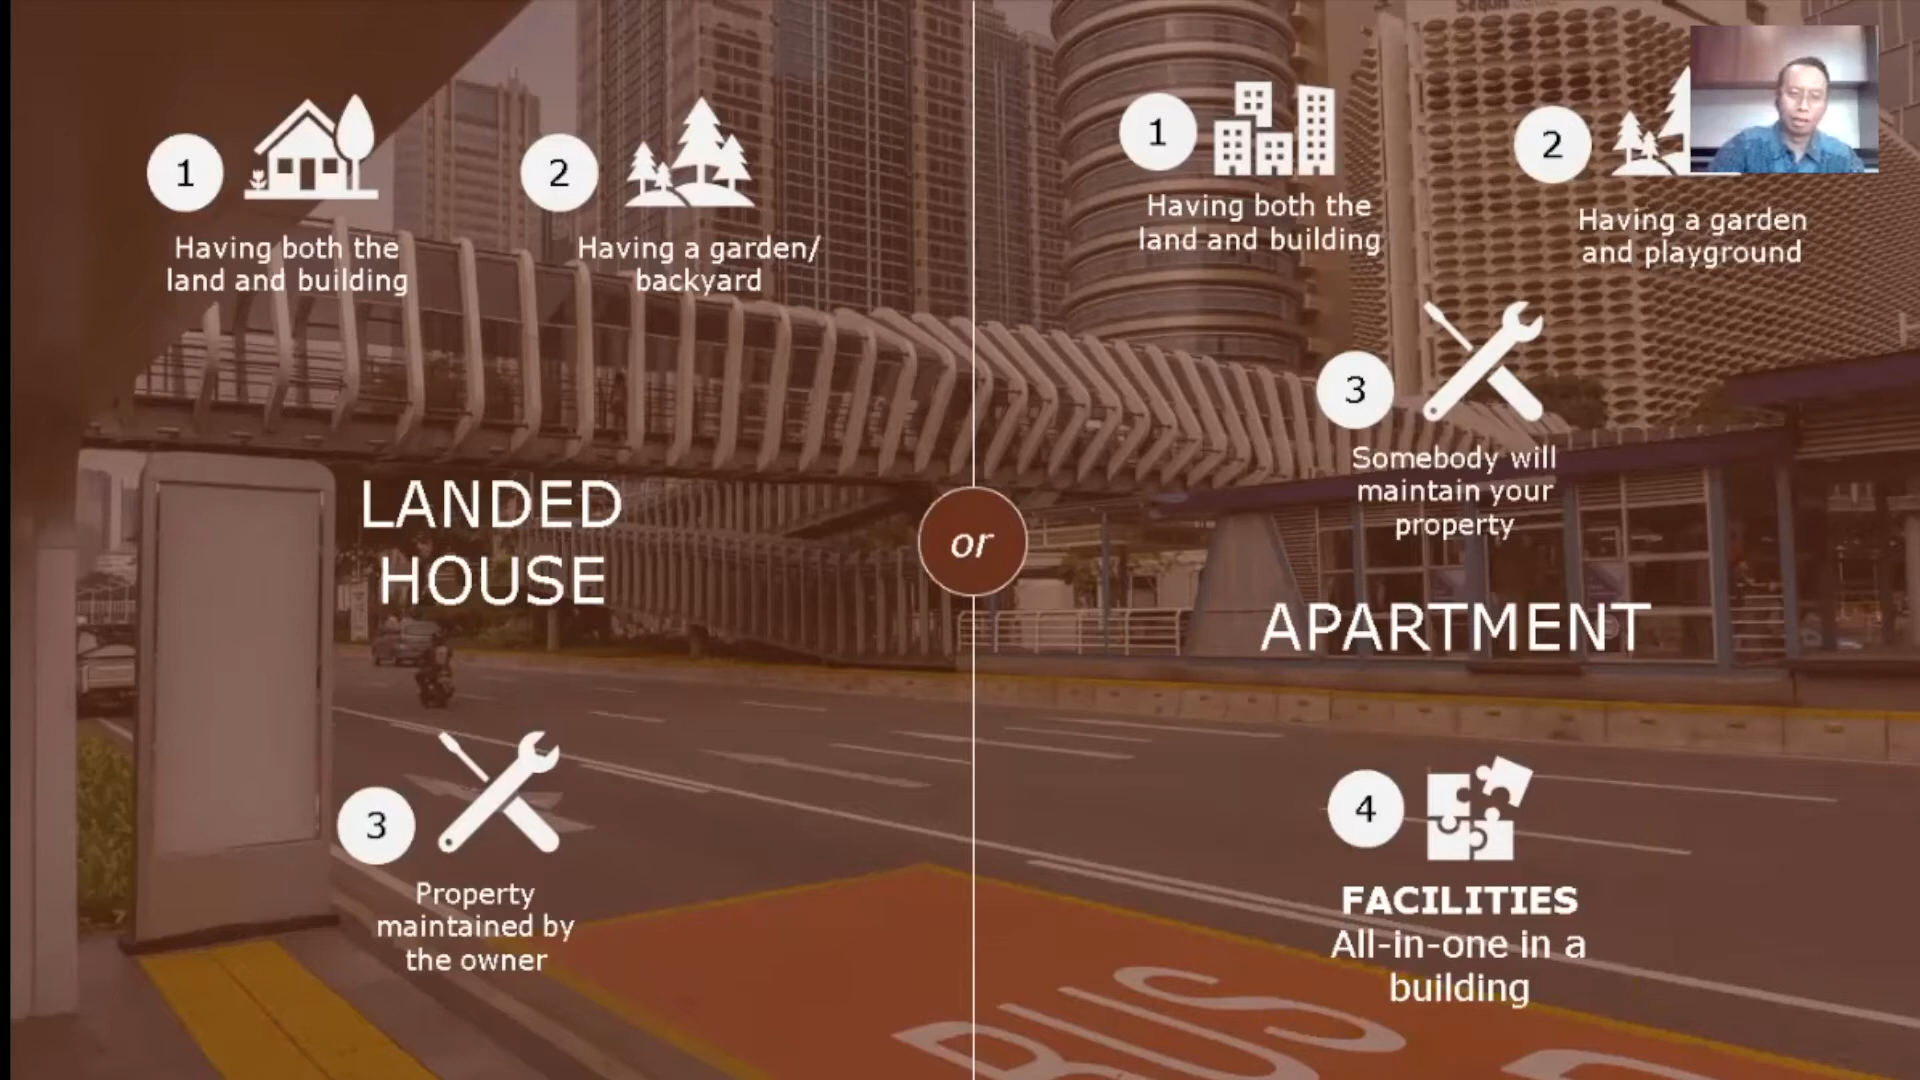 1
Having both the
land and building
2
Having a garden/
backyard
LANDED
HOUSE
3
Property
maintained by
the owner
or
1
Having both the
land and building
2
Having a garden
and playground
3
Somebody will
maintain your
property
APARTMENT
4
FACILITIES
All-in-one in a
building
BUS
Sequis